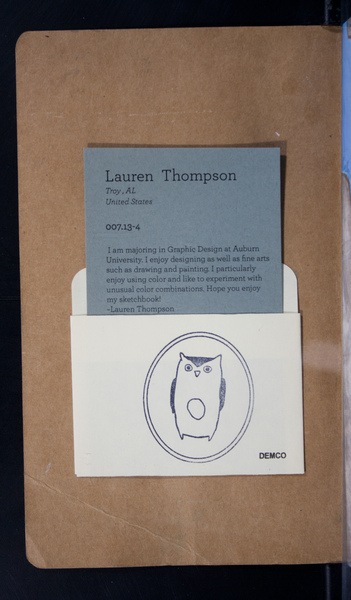 Lauren Thompson
Troy, AL
United States
007.13-4
I am majoring in Graphic Design at Auburn
University. I enjoy designing as well as fine arts
such as drawing and painting. I particularly
enjoy using color and like to experiment with
unusual color combinations. Hope you enjoy
my sketchbook!
-Lauren Thompson
DEMCO